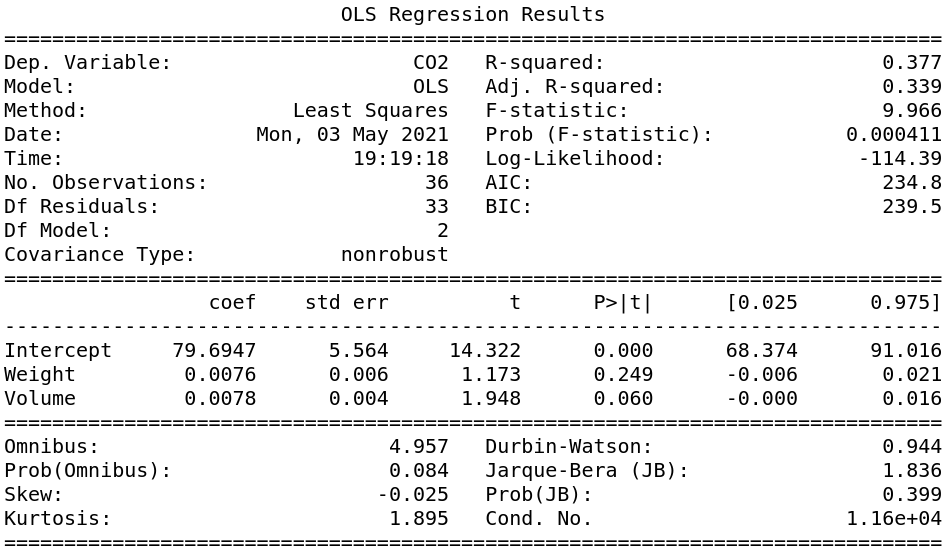 OLS Regression Results
==============================================================================
Dep. Variable:                    CO2   R-squared:                       0.377
Model:                            OLS   Adj. R-squared:                  0.339
Method:                 Least Squares   F-statistic:                     9.966
Date:                Mon, 03 May 2021   Prob (F-statistic):           0.000411
Time:                        19:19:18   Log-Likelihood:                -114.39
No. Observations:                  36   AIC:                             234.8
Df Residuals:                      33   BIC:                             239.5
Df Model:                           2
Covariance Type:            nonrobust
==============================================================================
                 coef    std err          t      P>|t|      [0.025      0.975]
------------------------------------------------------------------------------
Intercept     79.6947      5.564     14.322      0.000      68.374      91.016
Weight         0.0076      0.006      1.173      0.249      -0.006       0.021
Volume         0.0078      0.004      1.948      0.060      -0.000       0.016
==============================================================================
Omnibus:                        4.957   Durbin-Watson:                   0.944
Prob(Omnibus):                  0.084   Jarque-Bera (JB):                1.836
Skew:                          -0.025   Prob(JB):                        0.399
Kurtosis:                       1.895   Cond. No.                     1.16e+04
==============================================================================